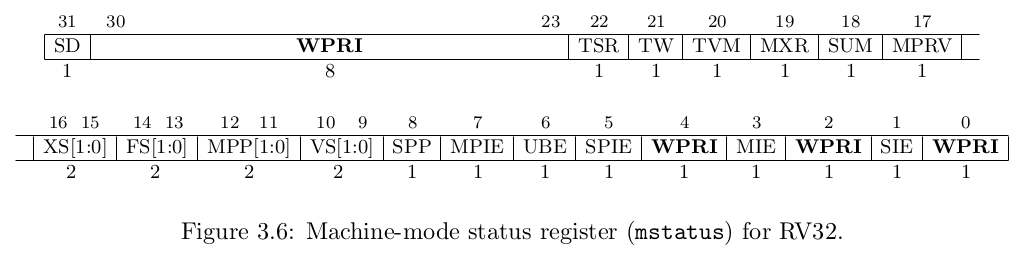 31 30 23 22 21 20 19 18 17
SD WPRI TSR TW TVM MXR SUM MPRV
1 8 1 1 1 1 1 1
16 15 14 13 12 11 10 9 8 7 6 5 4 3 2 1 0
XS[1:0] FS[1:0] MPP[1:0] VS[1:0] SPP MPIE UBE SPIE WPRI MIE WPRI SIE WPRI
2 2 2 2 1 1 1 1 1 1 1 1 1
Figure 3.6: Machine-mode status register (mstatus) for RV32.